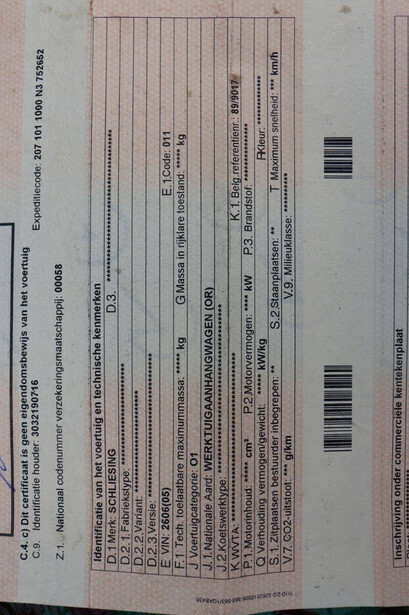 C.4. c) Dit certificaat is geen eigendomsbewijs van het voertuig
C.9. Identificatie houder: 3032190716 Expeditiecode: 207 101 1000 N3 752652
Z.1. Nationaal codenummer verzekeringsmaatschappij: 00058
Identificatie van het voertuig en technische kenmerken
D.1 Merk: SCHLIESING D.3. ********************
D.2.1. Fabriekstype: ********************
D.2.2. Variant: ********************
D.2.3. Versie: ********************
E VIN: 2606(05) E.1.Code: 011
F.1 Tech. toelaatbare maximummassa: ***** kg G Massa in rijklare toestand: ***** kg
J Voertuigcategorie: O1
J.1 Nationale Aard: WERKTUIGAANHANGWAGEN (OR)
J.2.Koetswerktype: ********************
K WVTA: ******************** K.1. Belg.referentienr.: 89/9017
P.1.Motorinhoud: ***** cm³ P.2.Motorvermogen: **** kW P.3. Brandstof: **************
Q Verhouding vermogen/gewicht: ***** kW/kg R Kleur: *******
S.1. Zitplaatsen bestuurder inbegrepen: ** S.2.Staanplaatsen: ** T Maximum snelheid: *** km/h
V.7. CO2-uitstoot: *** g/km V.9. Milieuklasse: **********
Inschrijving onder commerciële kentekenplaat